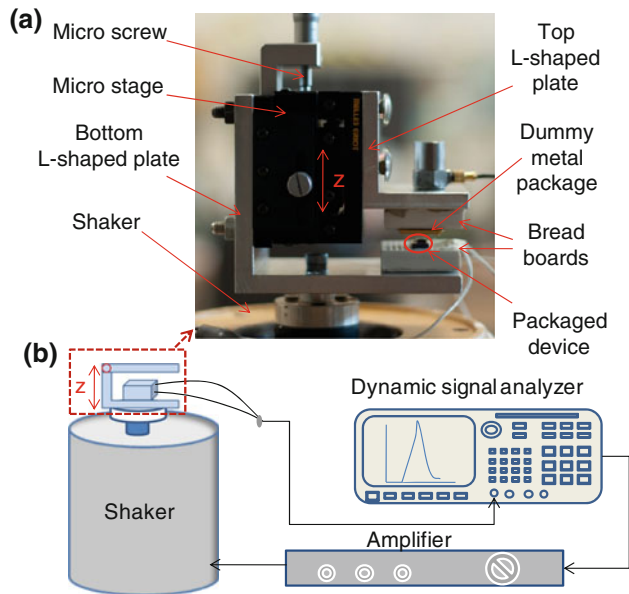 (a)
Micro screw
Micro stage
Bottom
L-shaped plate
Shaker
Top
L-shaped
plate
Dummy
metal
package
Bread
boards
Packaged
device
Z
(b)
Z
Shaker
Dynamic signal analyzer
Amplifier